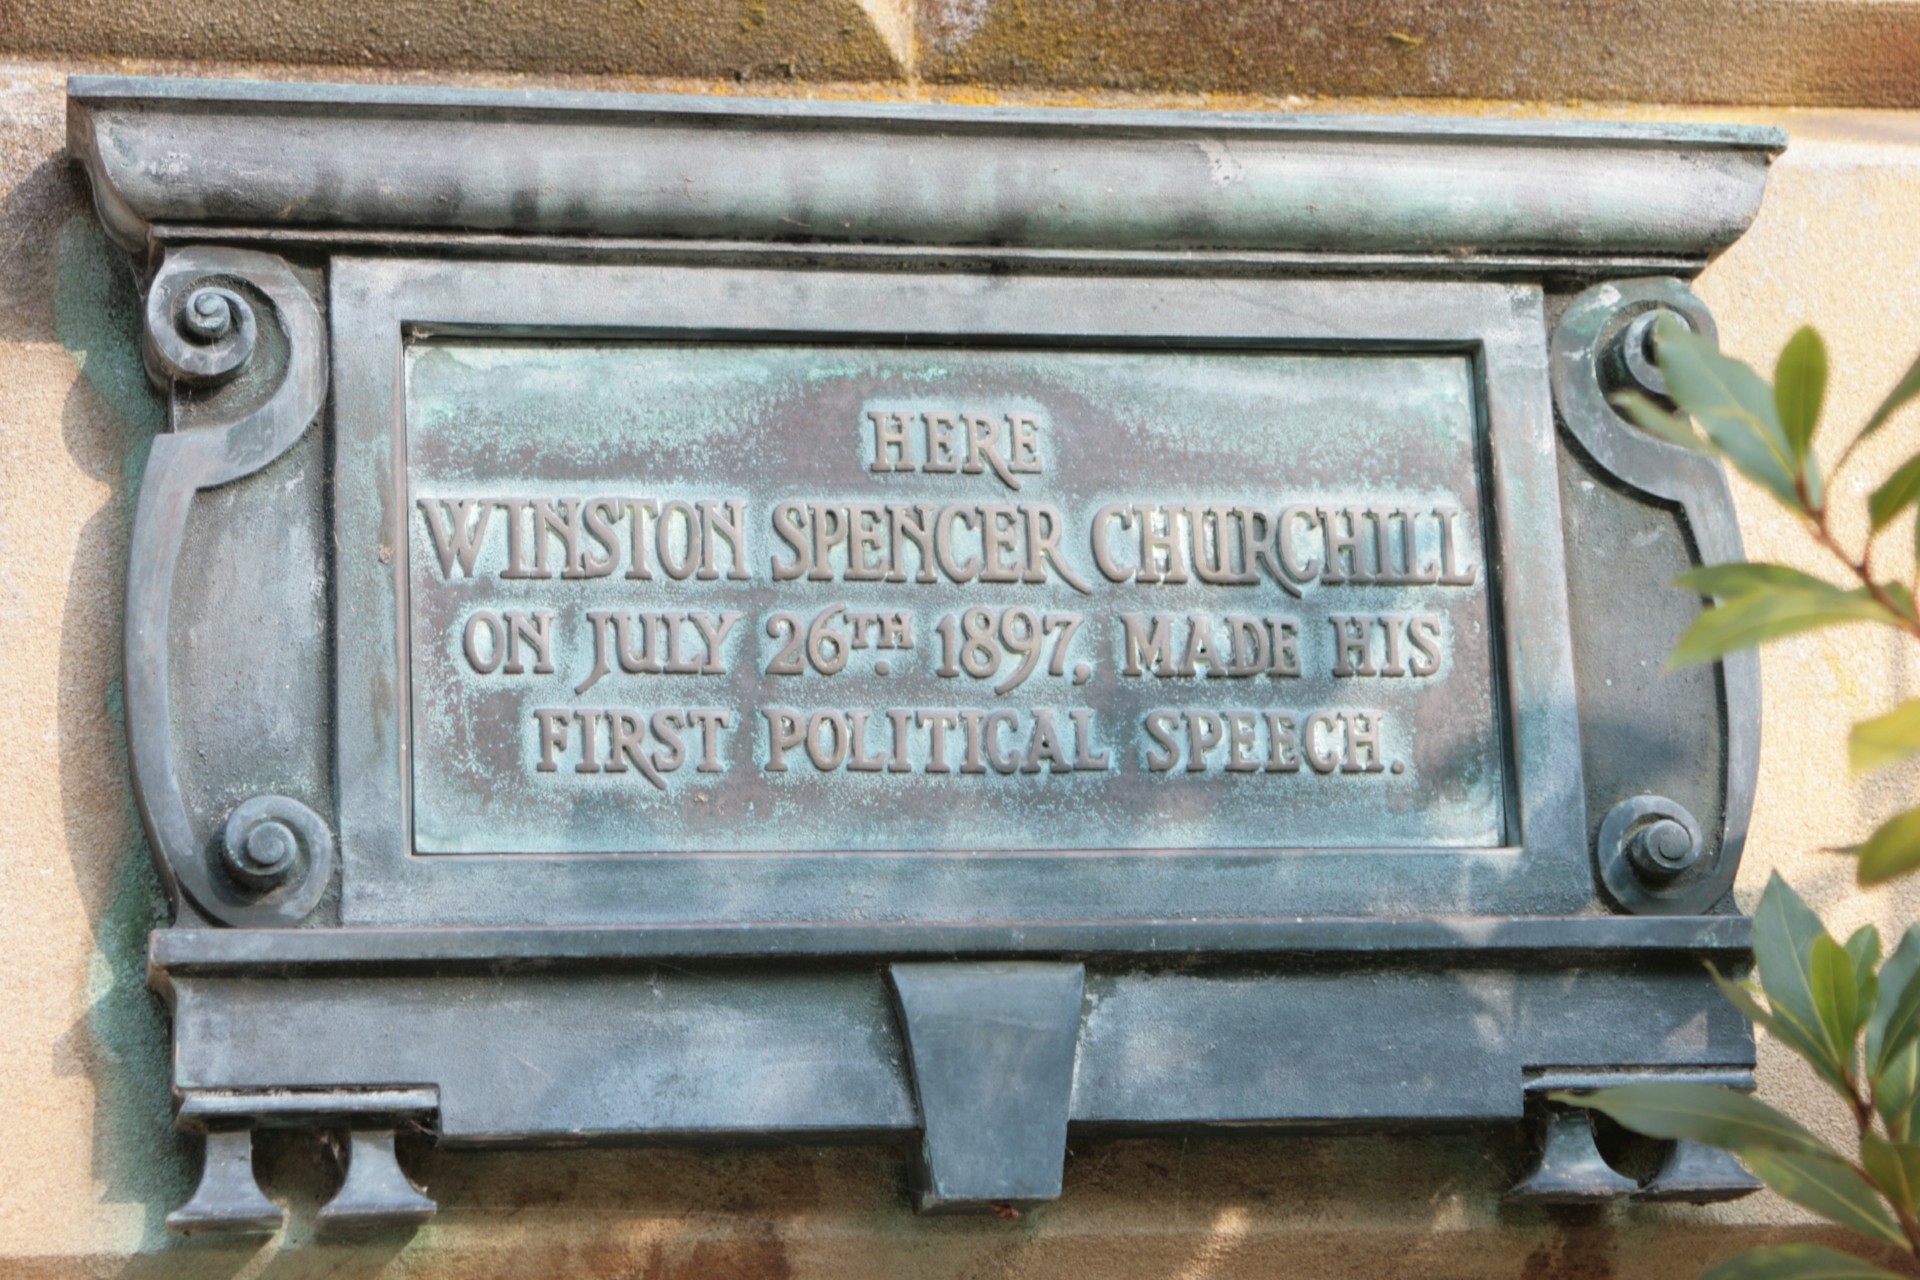 HERE
WINSTON SPENCER CHURCHILL
ON JULY 26TH. 1897, MADE HIS
FIRST POLITICAL SPEECH.